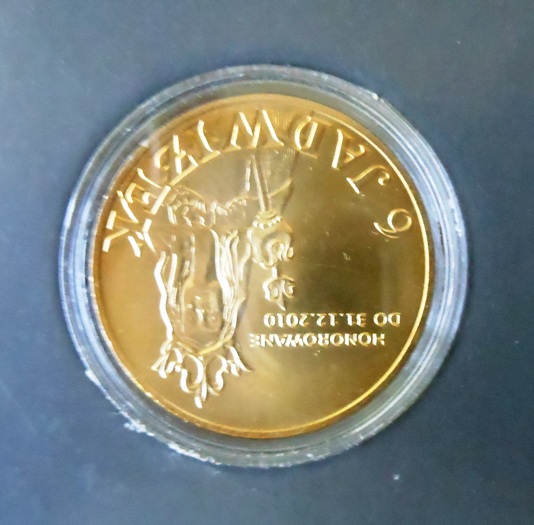 6 JADWIŻEK
HONOROWANE
DO 31.12.2010